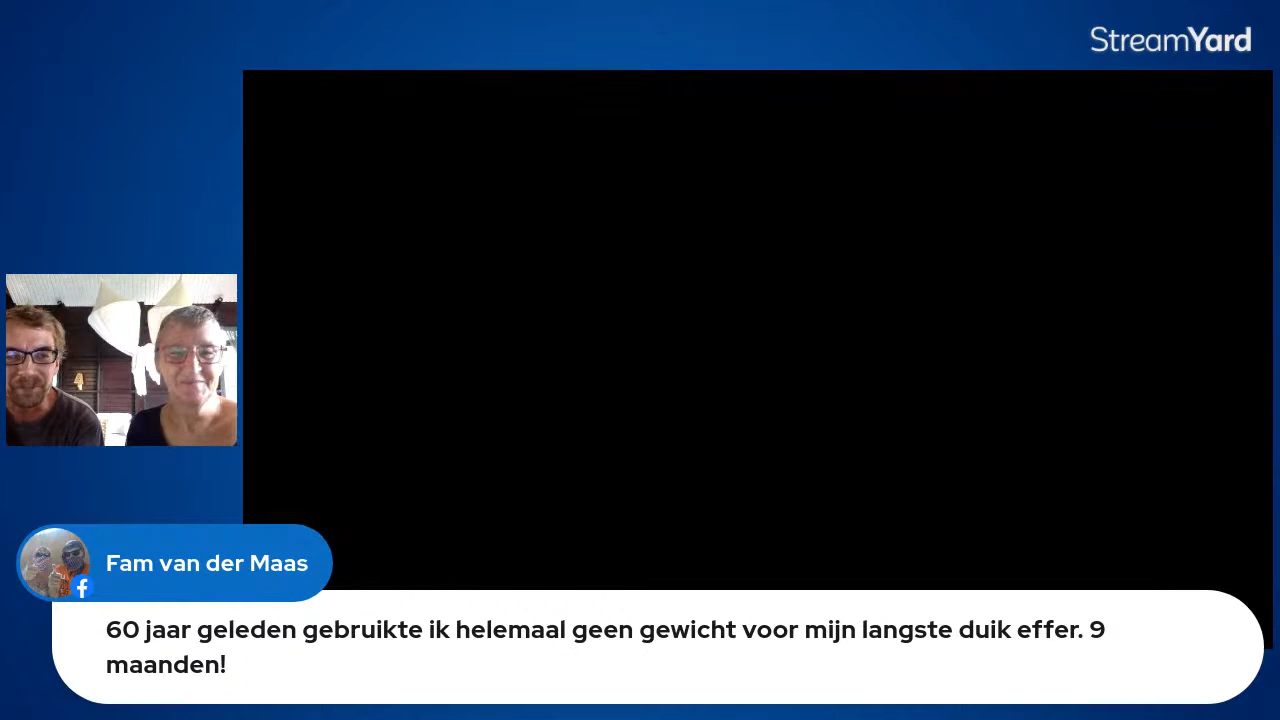 StreamYard
Fam van der Maas
60 jaar geleden gebruikte ik helemaal geen gewicht voor mijn langste duik effer. 9
maanden!